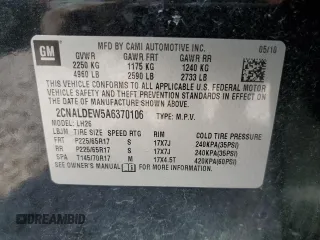 GM
MFD BY CAMI AUTOMOTIVE INC. 05/10
GVWR GAWR FRT GAWR RR
2250 KG 1175 KG 1240 KG
4960 LB 2590 LB 2733 LB
THIS VEHICLE CONFORMS TO ALL APPLICABLE U.S. FEDERAL
MOTOR VEHICLE SAFETY AND THEFT PREVENTION STANDARDS
IN EFFECT ON THE DATE OF MANUFACTURE SHOWN ABOVE.
2CNALDEW5A6370106 TYPE: M.P.V.
MODEL: LH26
TIRE SIZE SPEED RTG RIM COLD TIRE PRESSURE
FRT P225/65R17 S 17X7J 240KPA(35PSI)
RR P225/65R17 S 17X7J 240KPA(35PSI)
SPA T145/70R17 M 17X4.5T 420KPA(60PSI)
SEE OWNER'S MANUAL FOR MORE INFORMATION.
AUTOBIDMASTER